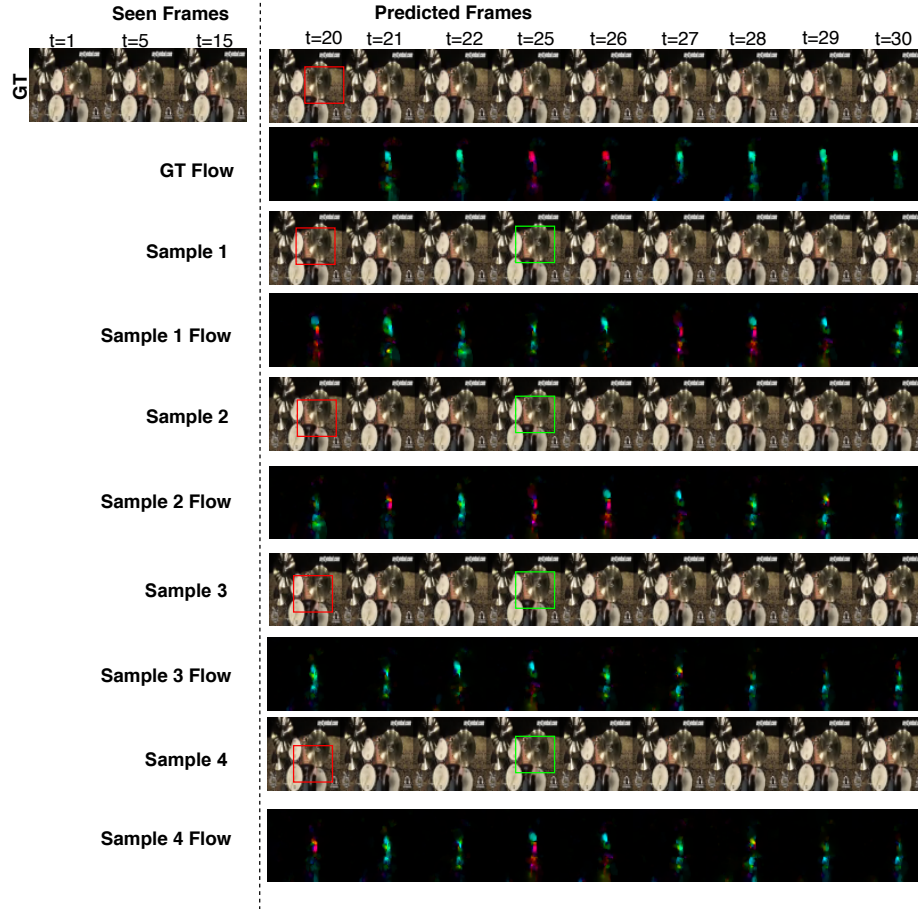 Seen Frames
Predicted Frames
t=1 t=5 t=15
t=20 t=21 t=22 t=25 t=26 t=27 t=28 t=29 t=30
GT
GT Flow
Sample 1
Sample 1 Flow
Sample 2
Sample 2 Flow
Sample 3
Sample 3 Flow
Sample 4
Sample 4 Flow